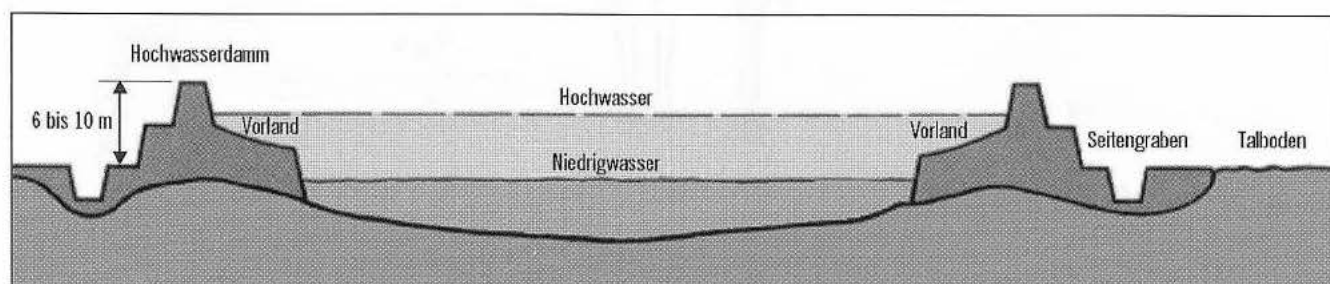 Hochwasserdamm
6 bis 10 m
Hochwasser
Vorland
Vorland
Niedrigwasser
Seitengraben
Talboden